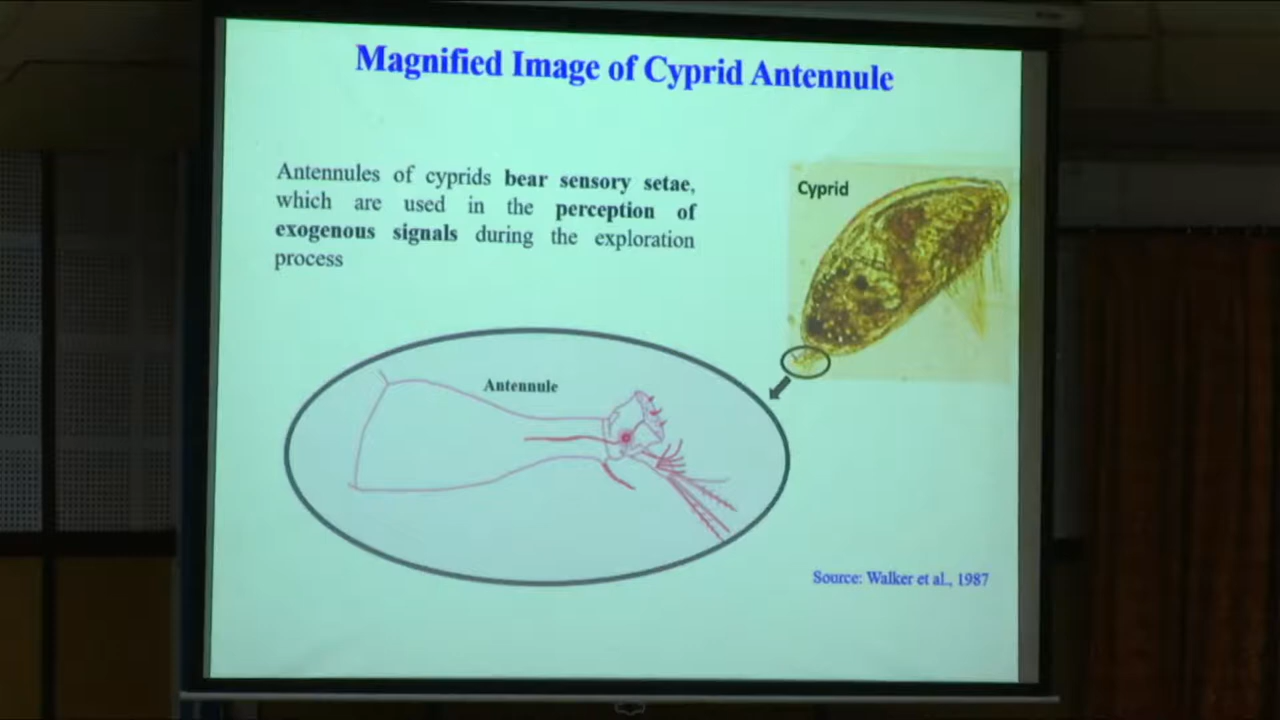 Magnified Image of Cyprid Antennule
Antennules of cyprids bear sensory setae,
which are used in the perception of
exogenous signals during the exploration
process
Cyprid
Antennule
Source: Walker et al., 1987